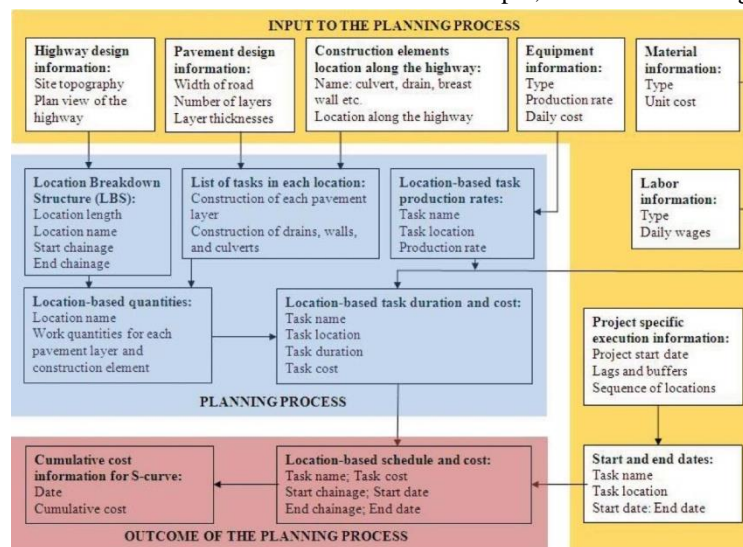 INPUT TO THE PLANNING PROCESS
Highway design
information:
Site topography
Plan view of the
highway
Pavement design
information:
Width of road
Number of layers
Layer thicknesses
Construction elements
location along the highway:
Name: culvert, drain, breast
wall etc.
Location along the highway
Equipment
information:
Type
Production rate
Daily cost
Material
information:
Type
Unit cost
Location Breakdown
Structure (LBS):
Location length
Location name
Start chainage
End chainage
List of tasks in each location:
Construction of each pavement
layer
Construction of drains, walls,
and culverts
Location-based task
production rates:
Task name
Task location
Production rate
Labor
information:
Type
Daily wages
Location-based quantities:
Location name
Work quantities for each
pavement layer and
construction element
Location-based task duration and cost:
Task name
Task location
Task duration
Task cost
Project specific
execution information:
Project start date
Lags and buffers
Sequence of locations
PLANNING PROCESS
Cumulative cost
information for S-curve:
Date
Cumulative cost
Location-based schedule and cost:
Task name; Task cost
Start chainage; Start date
End chainage; End date
Start and end dates:
Task name
Task location
Start date: End date
OUTCOME OF THE PLANNING PROCESS